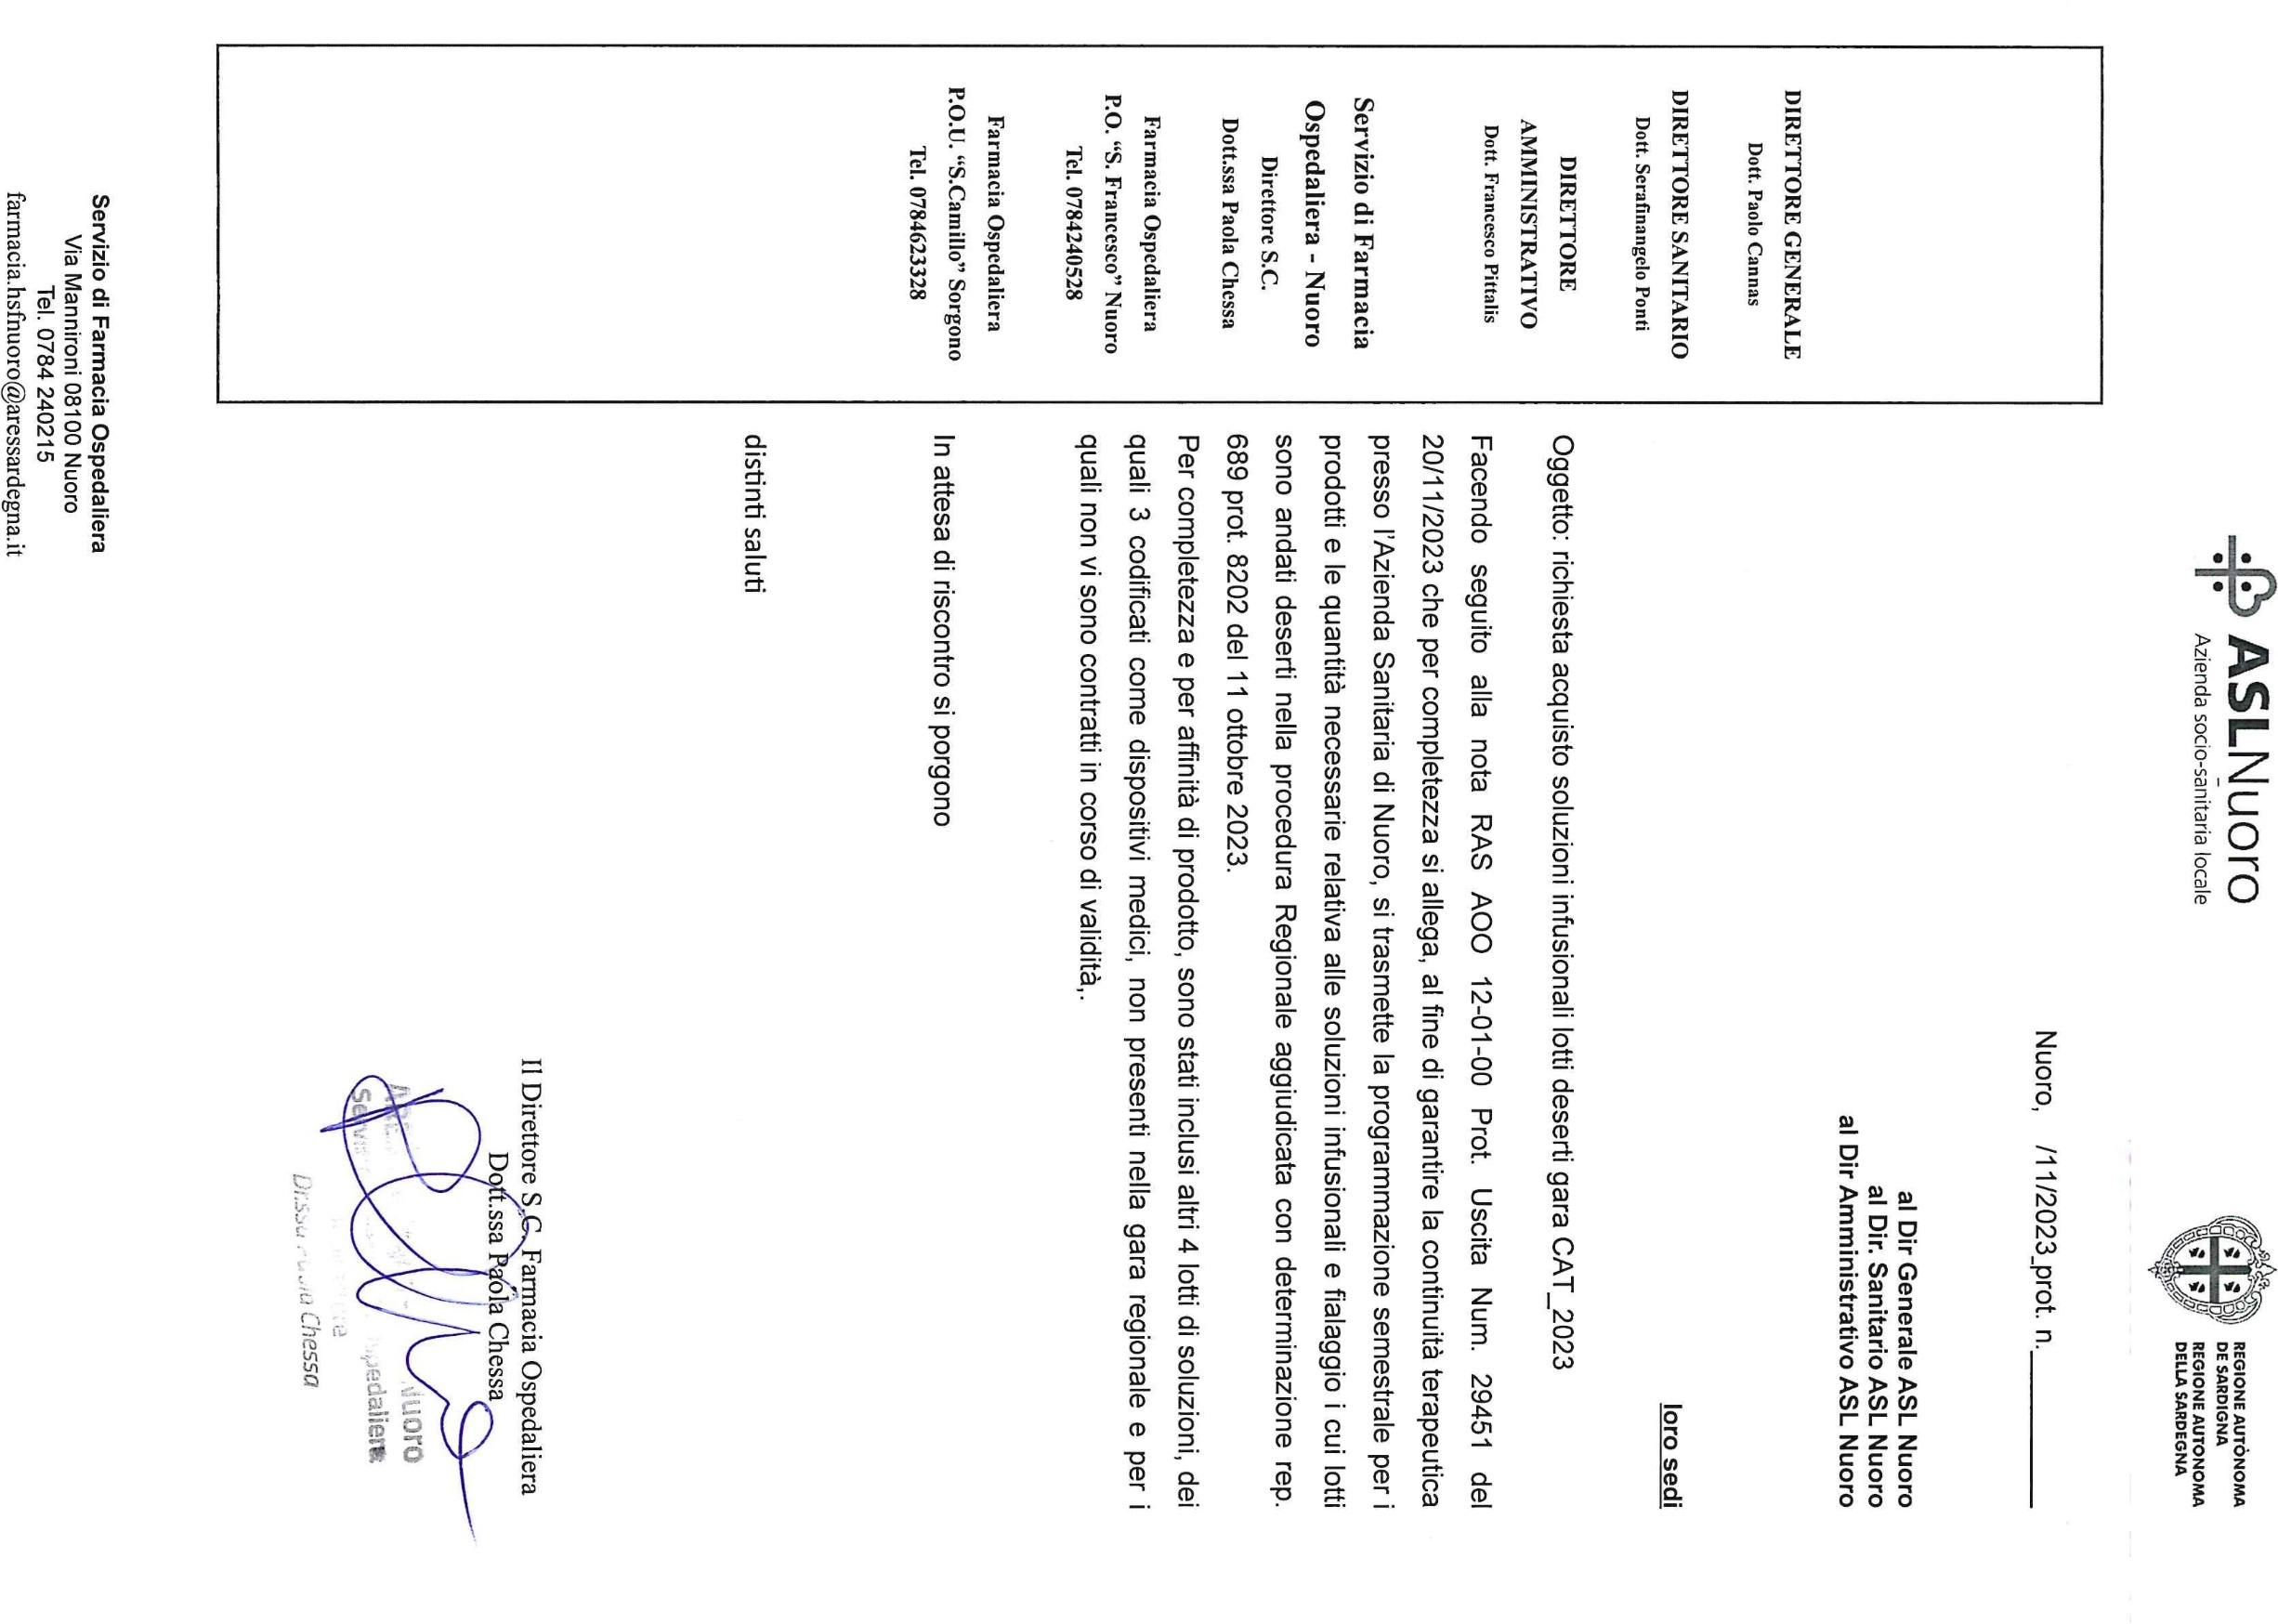 ASLNuoro
Azienda socio-sanitaria locale
REGIONE AUTÒNOMA
DE SARDIGNA
REGIONE AUTONOMA
DELLA SARDEGNA
Nuoro, /11/2023_prot. n.
al Dir Generale ASL Nuoro
al Dir. Sanitario ASL Nuoro
al Dir Amministrativo ASL Nuoro
loro sedi
DIRETTORE GENERALE
Dott. Paolo Cannas
DIRETTORE SANITARIO
Dott. Serafinangelo Ponti
DIRETTORE
AMMINISTRATIVO
Dott. Francesco Pittalis
Servizio di Farmacia
Ospedaliera - Nuoro
Direttore S.C.
Dott.ssa Paola Chessa
Farmacia Ospedaliera
P.O. “S. Francesco” Nuoro
Tel. 0784240528
Farmacia Ospedaliera
P.O.U. “S.Camillo” Sorgono
Tel. 0784623328
Oggetto: richiesta acquisto soluzioni infusionali lotti deserti gara CAT_2023
Facendo seguito alla nota RAS AOO 12-01-00 Prot. Uscita Num. 29451 del
20/11/2023 che per completezza si allega, al fine di garantire la continuità terapeutica
presso l’Azienda Sanitaria di Nuoro, si trasmette la programmazione semestrale per i
prodotti e le quantità necessarie relativa alle soluzioni infusionali e fialaggio i cui lotti
sono andati deserti nella procedura Regionale aggiudicata con determinazione rep.
689 prot. 8202 del 11 ottobre 2023.
Per completezza e per affinità di prodotto, sono stati inclusi altri 4 lotti di soluzioni, dei
quali 3 codificati come dispositivi medici, non presenti nella gara regionale e per i
quali non vi sono contratti in corso di validità,.
In attesa di riscontro si porgono
distinti saluti
Il Direttore S.C. Farmacia Ospedaliera
Dott.ssa Paola Chessa
Nuoro
Chessa
Servizio di Farmacia Ospedaliera
Via Mannironi 08100 Nuoro
Tel. 0784 240215
farmacia.hsfnuoro@aressardegna.it